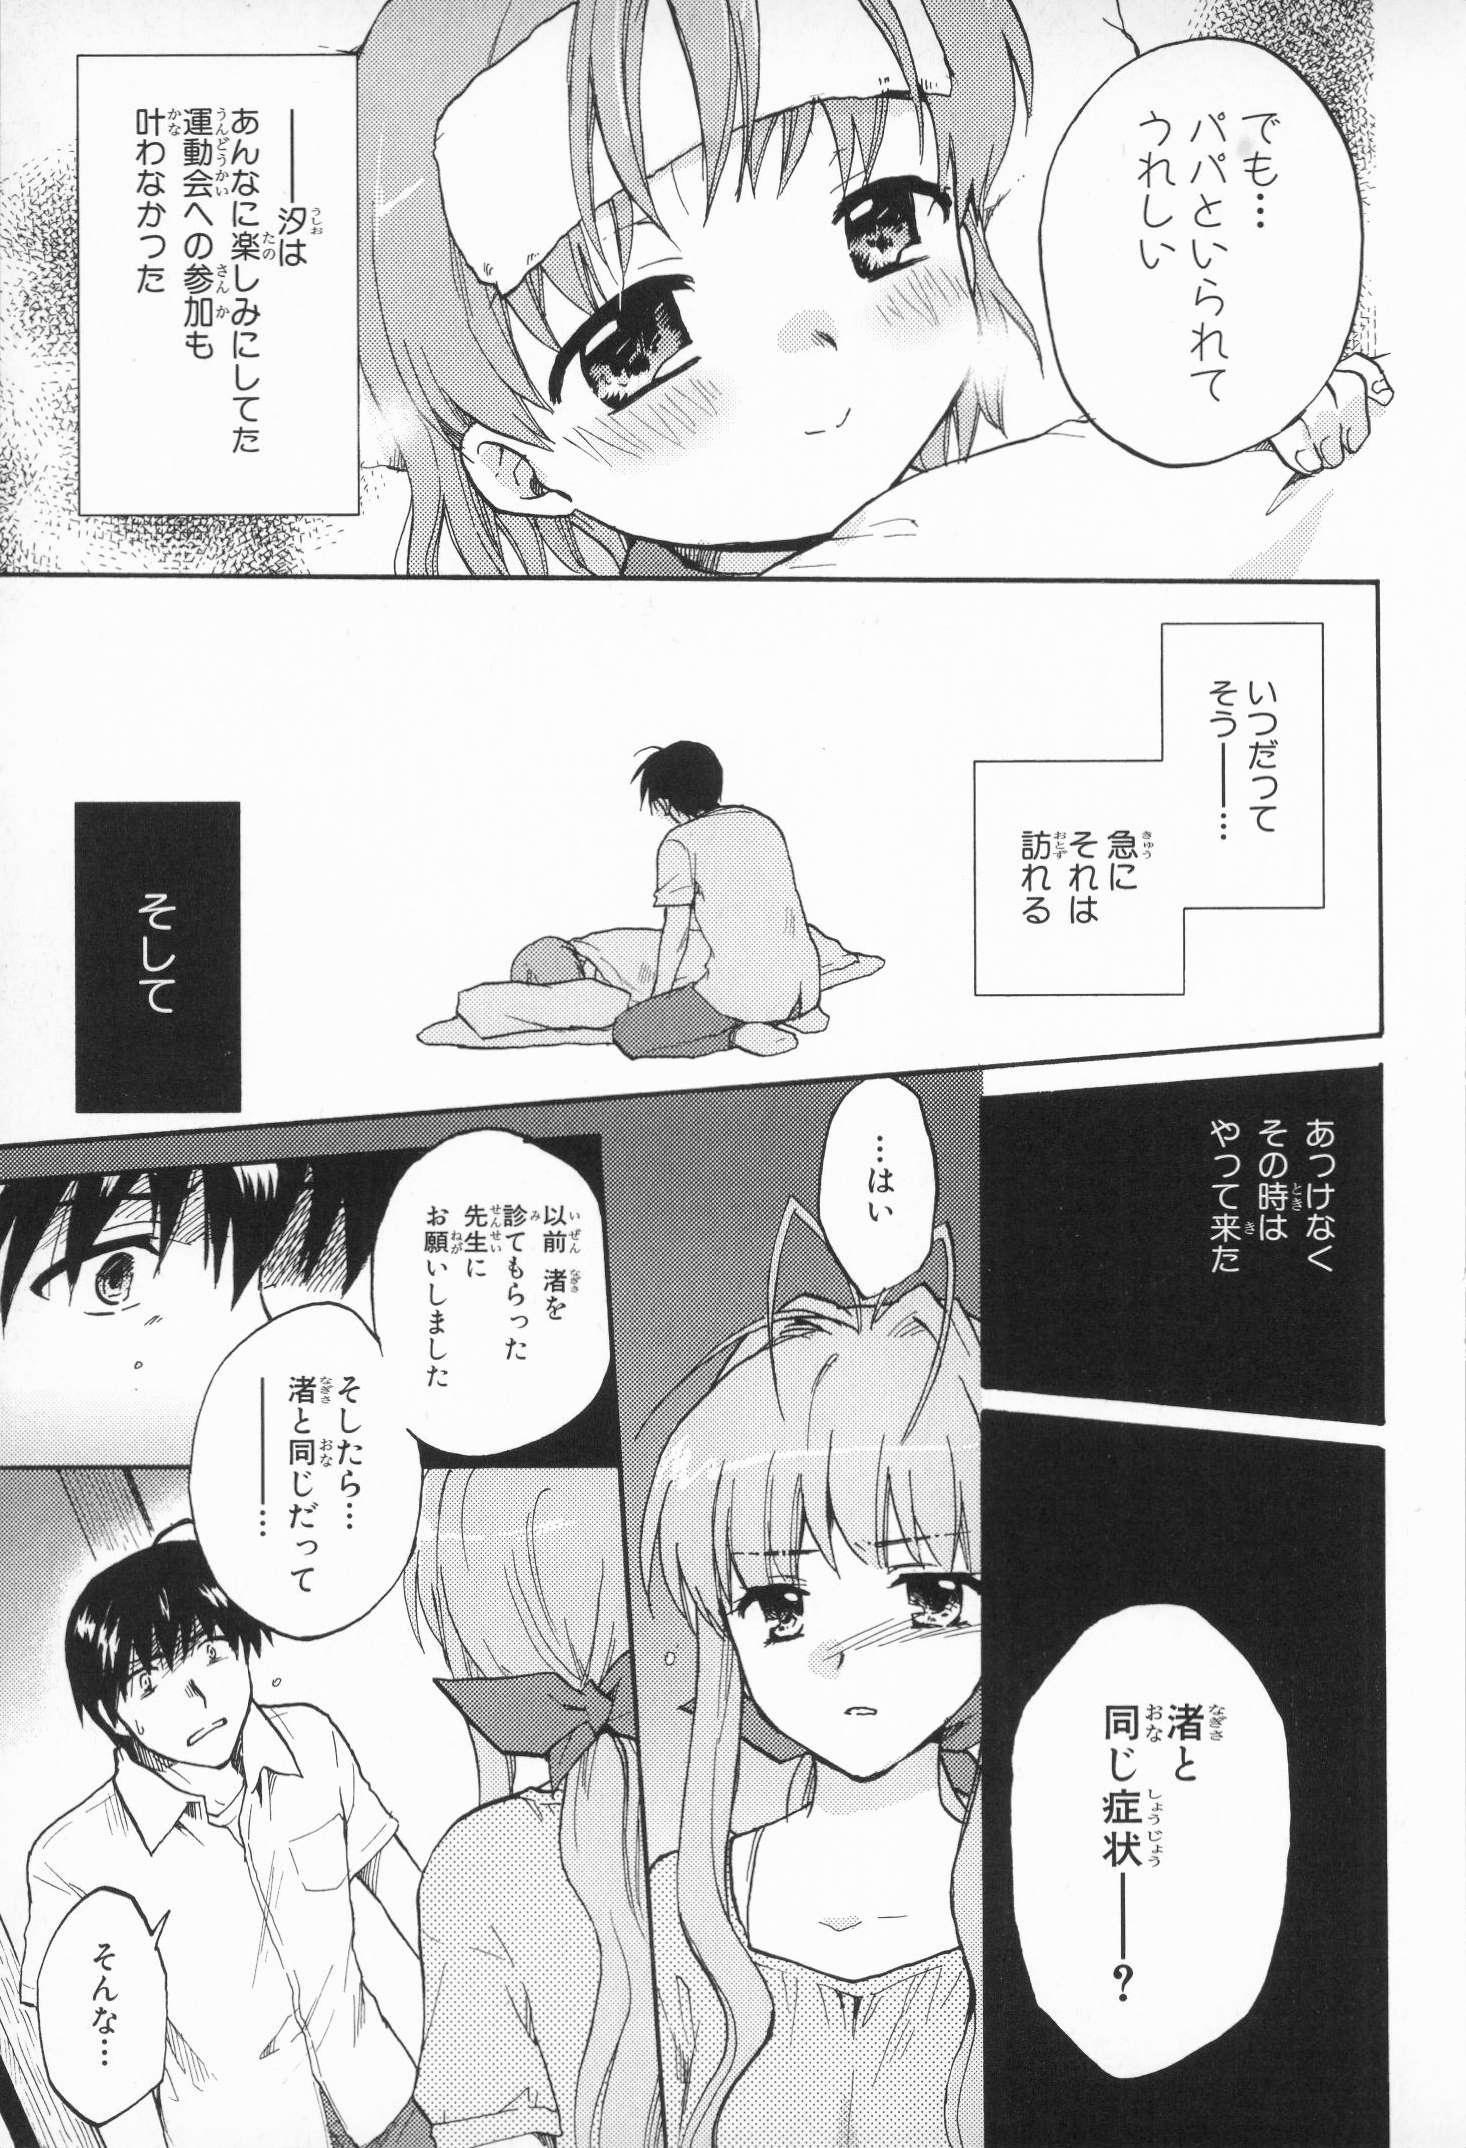 でも…
パパといられて
うれしい
――汐は
あんなに楽しみにしてた
運動会への参加も
叶わなかった
いつだって
そう――…
急に
それは
訪れる
そして
あっけなく
その時は
やって来た
渚と
同じ症状――?
…はい
以前 渚を
診てもらった
先生に
お願いしました
そしたら…
渚と同じだって
――…
そんな…